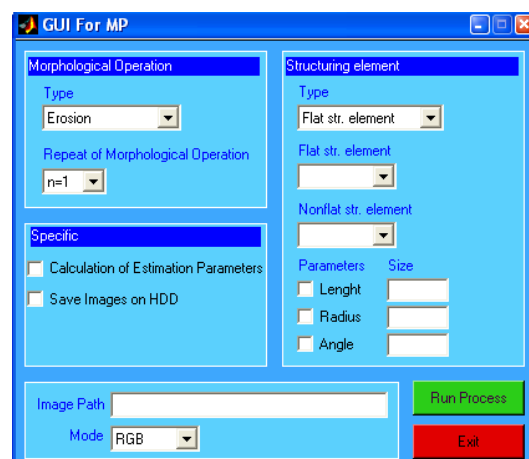 GUI For MP
Morphological Operation
Type
Erosion
Repeat of Morphological Operation
n=1
Specific
Calculation of Estimation Parameters
Save Images on HDD
Structuring element
Type
Flat str. element
Flat str. element
Nonflat str. element
Parameters Size
Lenght
Radius
Angle
Image Path
Mode RGB
Run Process
Exit